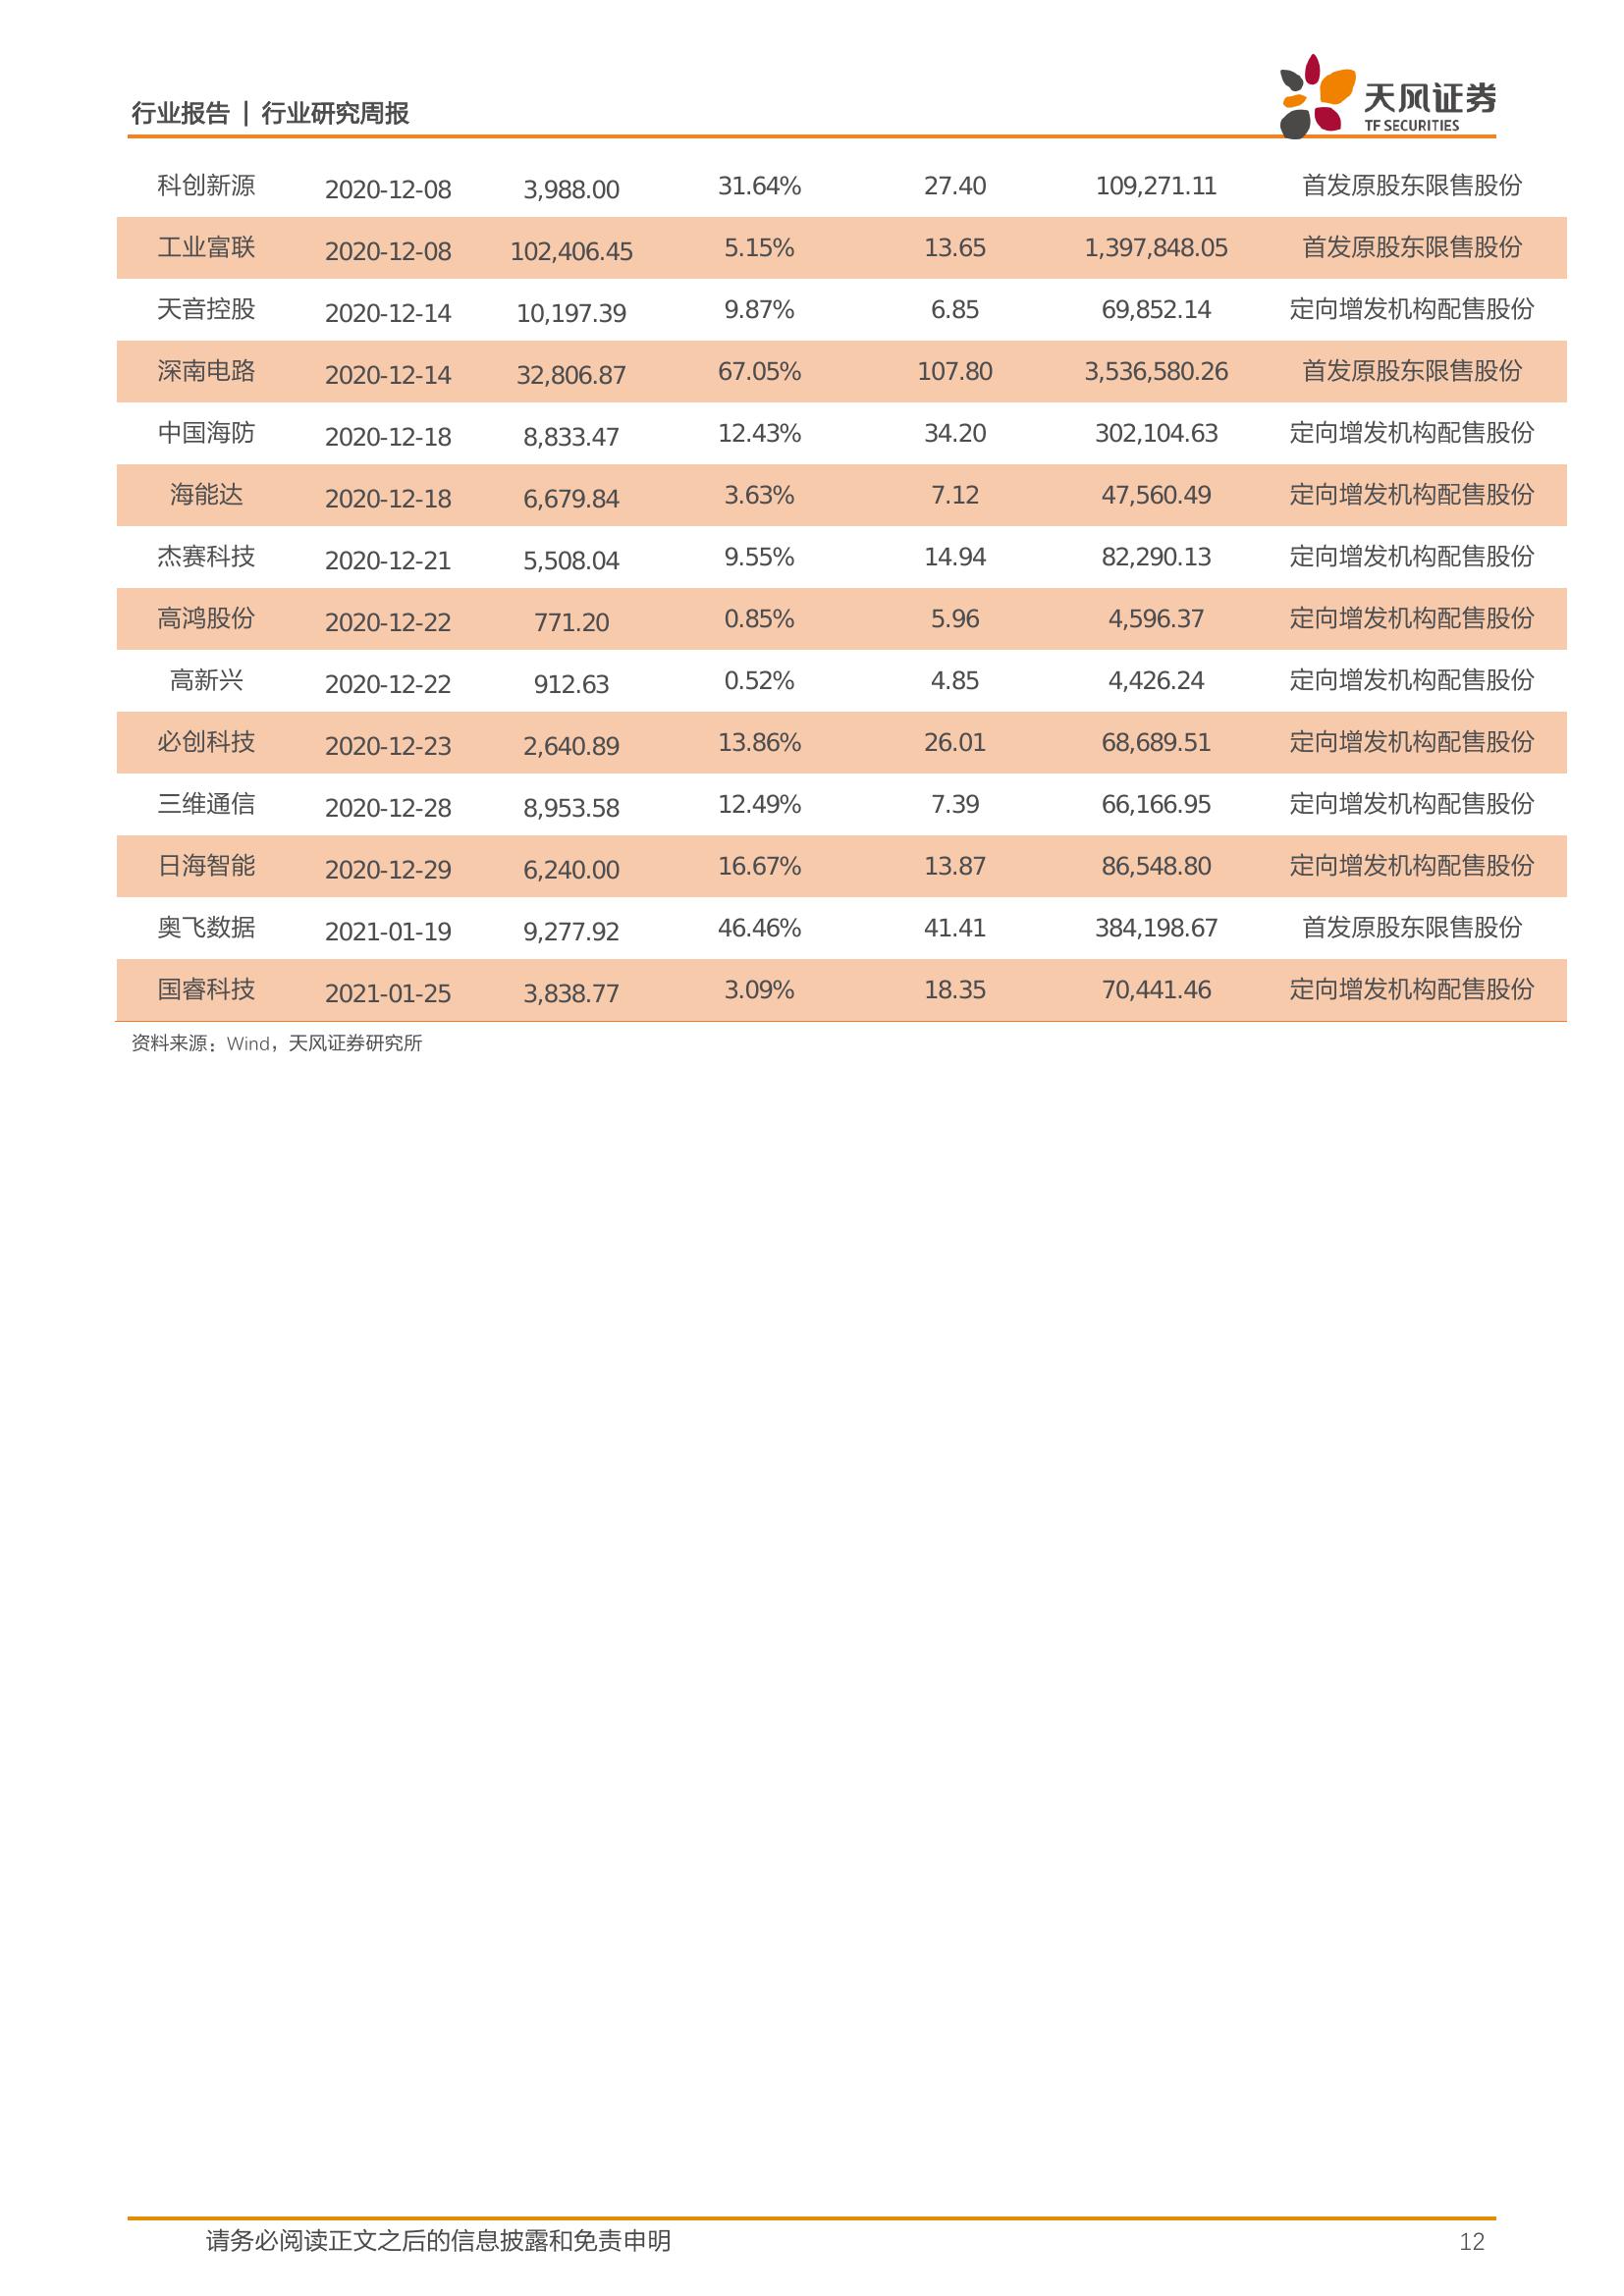 行业报告 | 行业研究周报
天风证券
TF SECURITIES
科创新源 2020-12-08 3,988.00 31.64% 27.40 109,271.11 首发原股东限售股份
工业富联 2020-12-08 102,406.45 5.15% 13.65 1,397,848.05 首发原股东限售股份
天音控股 2020-12-14 10,197.39 9.87% 6.85 69,852.14 定向增发机构配售股份
深南电路 2020-12-14 32,806.87 67.05% 107.80 3,536,580.26 首发原股东限售股份
中国海防 2020-12-18 8,833.47 12.43% 34.20 302,104.63 定向增发机构配售股份
海能达 2020-12-18 6,679.84 3.63% 7.12 47,560.49 定向增发机构配售股份
杰赛科技 2020-12-21 5,508.04 9.55% 14.94 82,290.13 定向增发机构配售股份
高鸿股份 2020-12-22 771.20 0.85% 5.96 4,596.37 定向增发机构配售股份
高新兴 2020-12-22 912.63 0.52% 4.85 4,426.24 定向增发机构配售股份
必创科技 2020-12-23 2,640.89 13.86% 26.01 68,689.51 定向增发机构配售股份
三维通信 2020-12-28 8,953.58 12.49% 7.39 66,166.95 定向增发机构配售股份
日海智能 2020-12-29 6,240.00 16.67% 13.87 86,548.80 定向增发机构配售股份
奥飞数据 2021-01-19 9,277.92 46.46% 41.41 384,198.67 首发原股东限售股份
国睿科技 2021-01-25 3,838.77 3.09% 18.35 70,441.46 定向增发机构配售股份
资料来源：Wind，天风证券研究所
请务必阅读正文之后的信息披露和免责申明 12